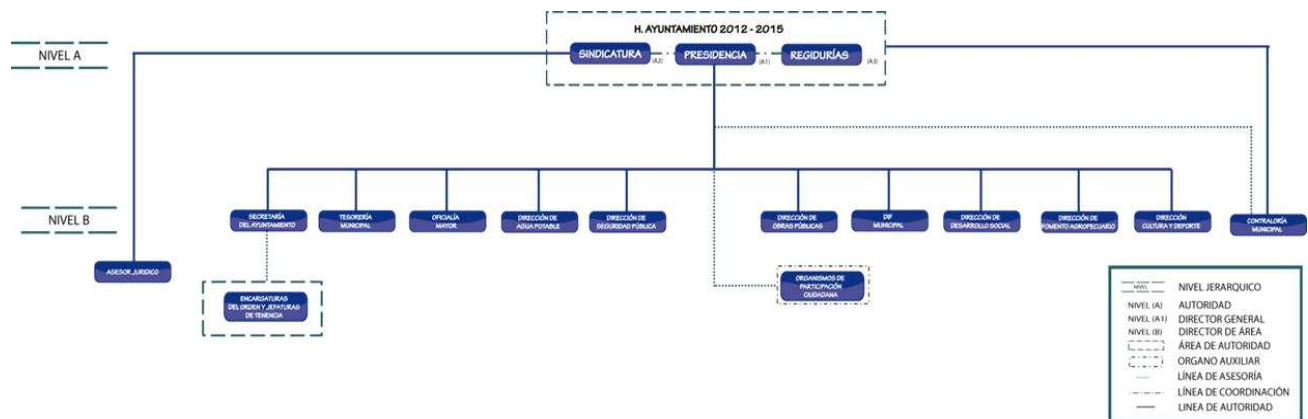 H. AYUNTAMIENTO 2012 - 2015
NIVEL A
SINDICATURA
(A2)
PRESIDENCIA
(A1)
REGIDURÍAS
(A3)
NIVEL B
SECRETARÍA
DEL AYUNTAMIENTO
TESORERÍA
MUNICIPAL
OFICIALÍA
MAYOR
DIRECCIÓN DE
AGUA POTABLE
DIRECCIÓN DE
SEGURIDAD PÚBLICA
DIRECCIÓN DE
OBRAS PÚBLICAS
DIF
MUNICIPAL
DIRECCIÓN DE
DESARROLLO SOCIAL
DIRECCIÓN DE
FOMENTO AGROPECUARIO
DIRECCIÓN
CULTURA Y DEPORTE
CONTRALORÍA
MUNICIPAL
ASESOR JURIDICO
ENCARGATURAS
DEL ORDEN Y JEFATURAS
DE TENENCIA
ORGANISMOS DE
PARTICIPACIÓN
CIUDADANA
NIVEL
NIVEL JERARQUICO
NIVEL (A) AUTORIDAD
NIVEL (A1) DIRECTOR GENERAL
NIVEL (B) DIRECTOR DE ÁREA
ÁREA DE AUTORIDAD
ORGANO AUXILIAR
LÍNEA DE ASESORÍA
LÍNEA DE COORDINACIÓN
LINEA DE AUTORIDAD